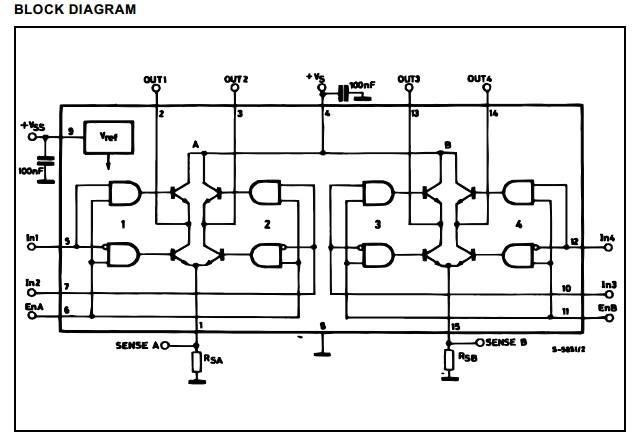 BLOCK DIAGRAM
OUT1 OUT2 +VS 100nF OUT3 OUT4
2 3 4 13 14
+VSS 9 Vref
A B
100nF
1 2 3 4
In1 5 12 In4
In2 7 10 In3
EnA 6 11 EnB
1 8 15
SENSE A SENSE B S-5851/2
RSA RSB